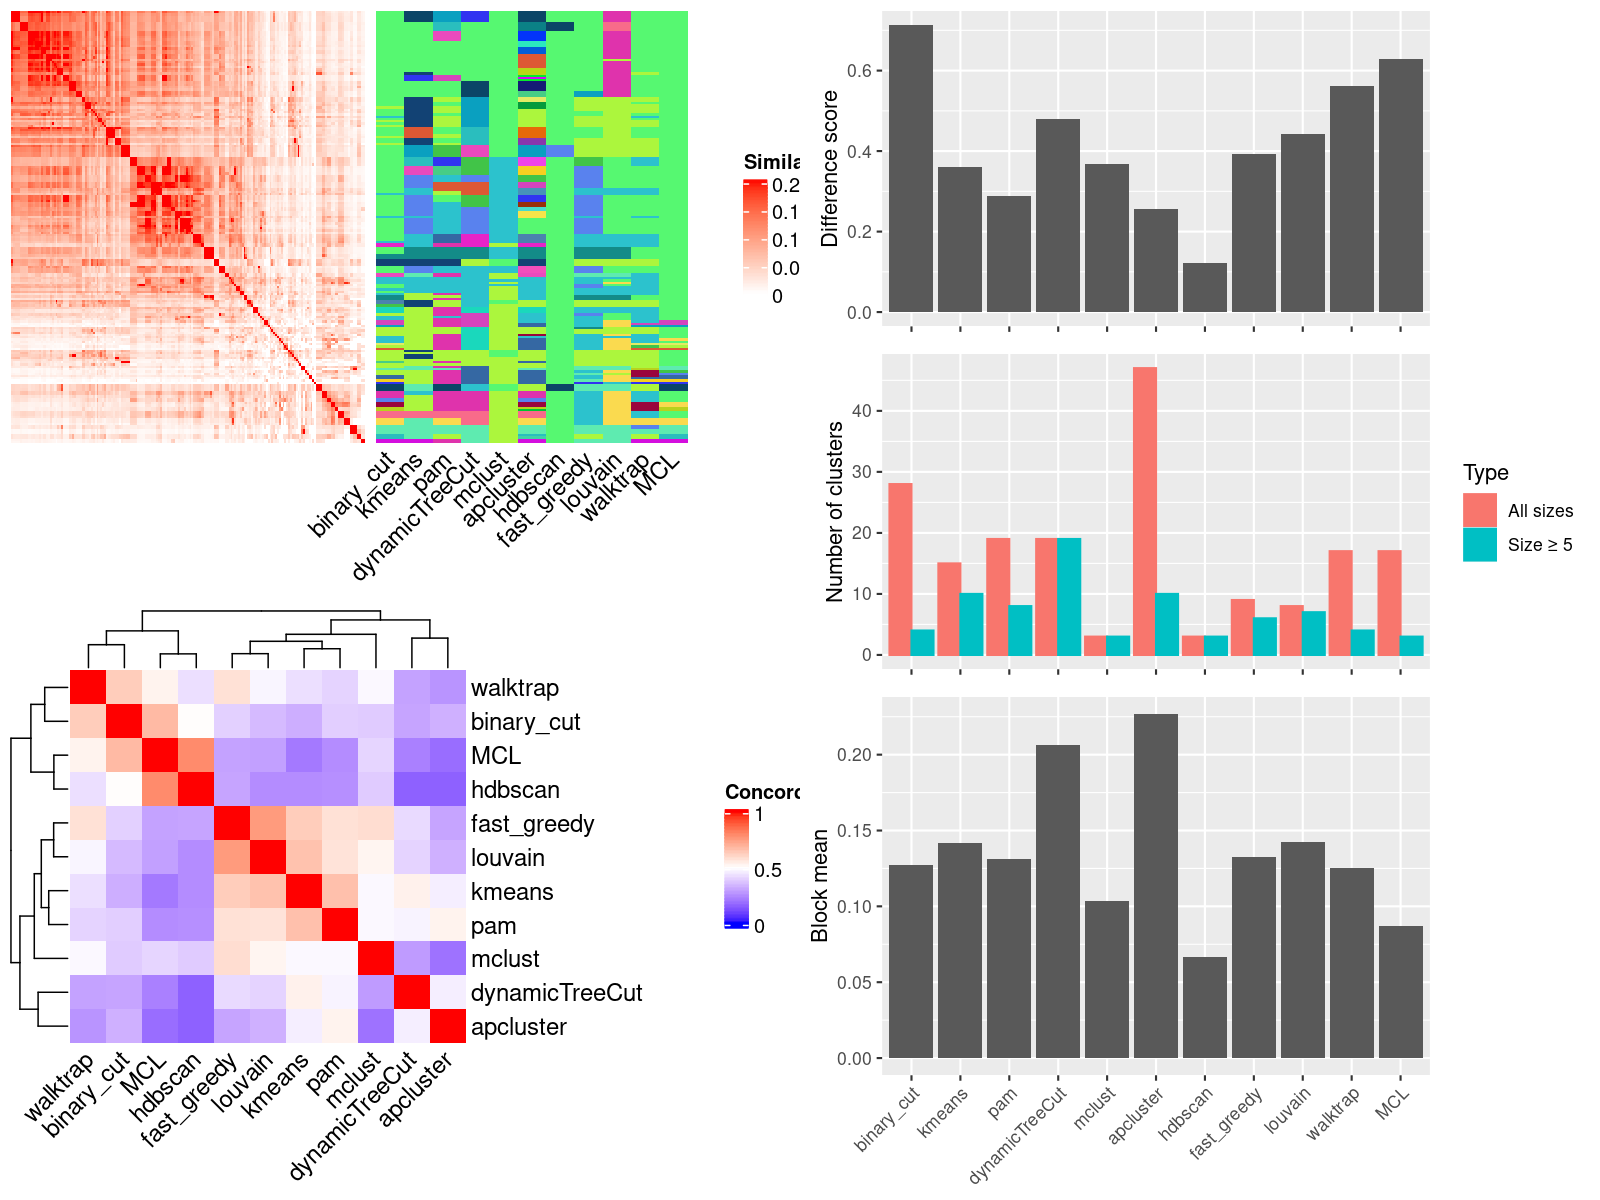 Simila
0.2
0.1
0.1
0.0
0
binary_cut
kmeans
pam
dynamicTreeCut
mclust
apcluster
hdbscan
fast_greedy
louvain
walktrap
MCL
Difference score
0.6
0.4
0.2
0.0
Number of clusters
40
30
20
10
0
Type
All sizes
Size ≥ 5
walktrap
binary_cut
MCL
hdbscan
fast_greedy
louvain
kmeans
pam
mclust
dynamicTreeCut
apcluster
walktrap
binary_cut
MCL
hdbscan
fast_greedy
louvain
kmeans
pam
mclust
dynamicTreeCut
apcluster
Concord
1
0.5
0
Block mean
0.20
0.15
0.10
0.05
0.00
binary_cut
kmeans
pam
dynamicTreeCut
mclust
apcluster
hdbscan
fast_greedy
louvain
walktrap
MCL